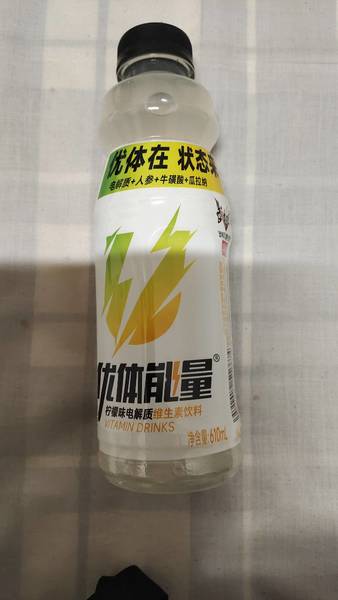 优体在 状态来
电解质+人参+牛磺酸+瓜拉纳
优体能量®
柠檬味电解质维生素饮料
VITAMIN DRINKS
净含量:610mL